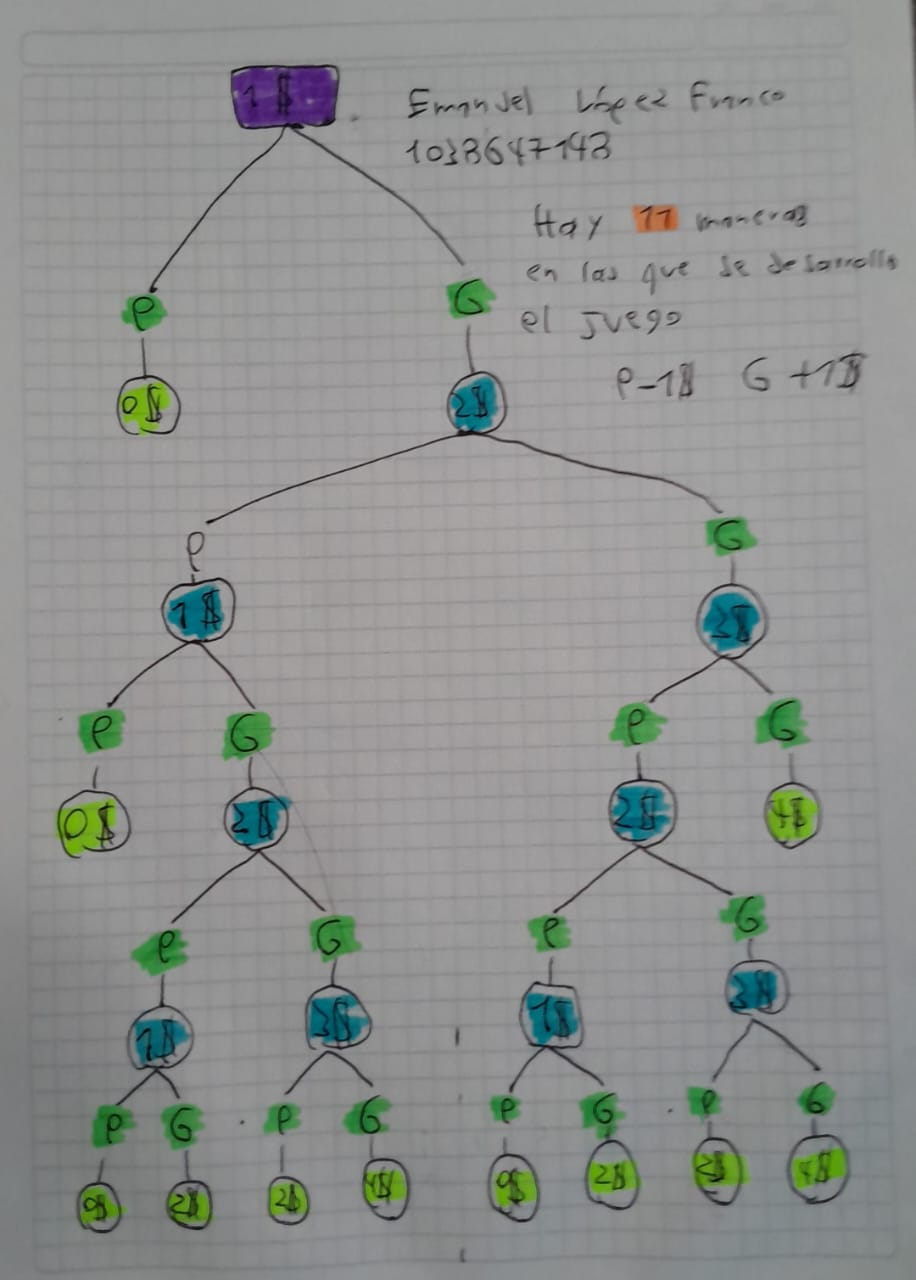 1 $
Emanuel López Franco
1038647143
Hay 11 maneras
en las que se desarrolla
el juego
P-1$ G+1$
P G
0$ 2$
P G
1$ 3$
P G P G
0$ 2$ 2$ 4$
P G P G
1$ 3$ 1$ 3$
P G P G P G P G
0$ 2$ 2$ 4$ 0$ 2$ 2$ 4$